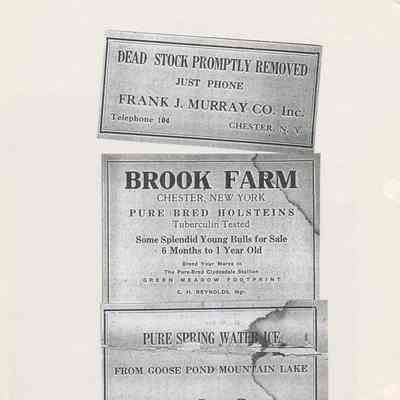 DEAD STOCK PROMPTLY REMOVED
JUST PHONE
FRANK J. MURRAY CO. Inc.
Telephone 104
CHESTER, N. Y.
BROOK FARM
CHESTER, NEW YORK
PURE BRED HOLSTEINS
Tuberculin Tested
Some Splendid Young Bulls for Sale
6 Months to 1 Year Old
Breed Your Mares to
The Pure-Bred Clydesdale Stallion
GREEN MEADOW FOOTPRINT
C. H. REYNOLDS, Mgr.
PURE SPRING WATER ICE
FROM GOOSE POND MOUNTAIN LAKE